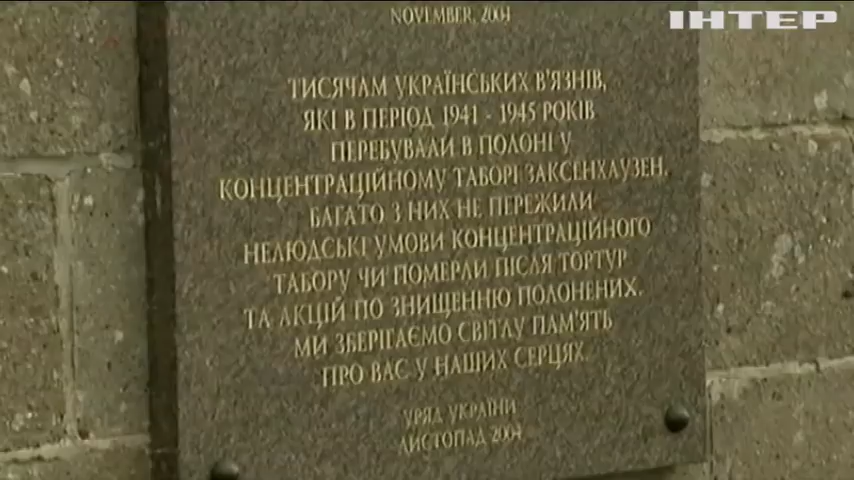 ІНТЕР
NOVEMBER, 2004
ТИСЯЧАМ УКРАЇНСЬКИХ В'ЯЗНІВ,
ЯКІ В ПЕРІОД 1941 - 1945 РОКІВ
ПЕРЕБУВАЛИ В ПОЛОНІ У
КОНЦЕНТРАЦІЙНОМУ ТАБОРІ ЗАКСЕНХАУЗЕН.
БАГАТО З НИХ НЕ ПЕРЕЖИЛИ
НЕЛЮДСЬКІ УМОВИ КОНЦЕНТРАЦІЙНОГО
ТАБОРУ ЧИ ПОМЕРЛИ ПІСЛЯ ТОРТУР
ТА АКЦІЙ ПО ЗНИЩЕННЮ ПОЛОНЕНИХ.
МИ ЗБЕРІГАЄМО СВІТЛУ ПАМ'ЯТЬ
ПРО ВАС У НАШИХ СЕРЦЯХ.
УРЯД УКРАЇНИ
ЛИСТОПАД 2004